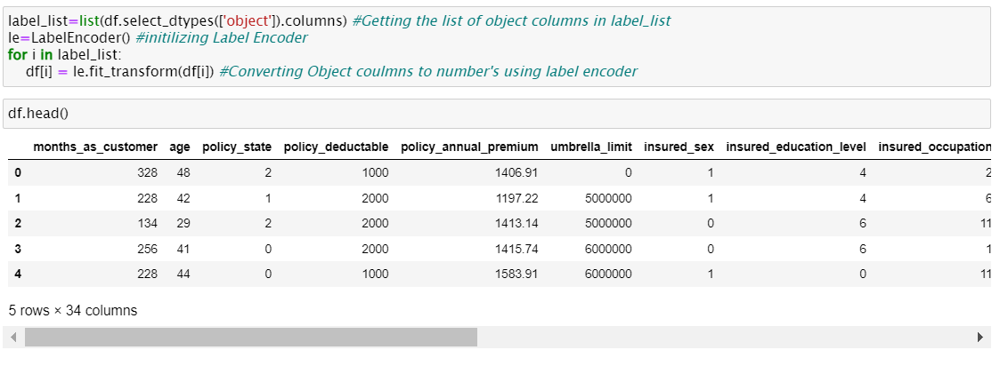 label_list=list(df.select_dtypes(['object']).columns) #Getting the list of object columns in label_list
le=LabelEncoder() #initilizing Label Encoder
for i in label_list:
    df[i] = le.fit_transform(df[i]) #Converting Object coulmns to number's using label encoder
df.head()
months_as_customer age policy_state policy_deductable policy_annual_premium umbrella_limit insured_sex insured_education_level insured_occupation
0 328 48 2 1000 1406.91 0 1 4 2
1 228 42 1 2000 1197.22 5000000 1 4 6
2 134 29 2 2000 1413.14 5000000 0 6 11
3 256 41 0 2000 1415.74 6000000 0 6 1
4 228 44 0 1000 1583.91 6000000 1 0 11
5 rows × 34 columns